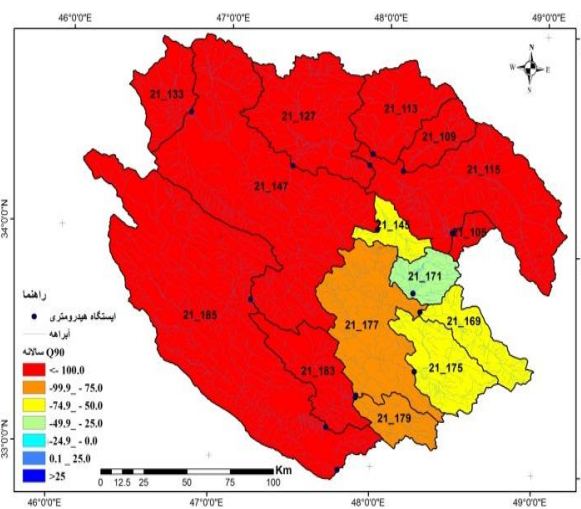 46°0'0"E 47°0'0"E 48°0'0"E 49°0'0"E
N
W E
S
21_133
21_127
21_113
21_109
21_115
21_147
34°0'0"N
21_145
21_105
21_171
21_185
21_177
21_169
21_175
21_183
21_179
33°0'0"N
راهنما
ایستگاه هیدرومتری
آبراهه
Q90 سالانه
<- 100.0
-99.9_ - 75.0
-74.9_ - 50.0
-49.9_ - 25.0
-24.9_ - 0.0
0.1 _ 25.0
>25
Km
0 12.5 25 50 75 100
46°0'0"E 47°0'0"E 48°0'0"E 49°0'0"E